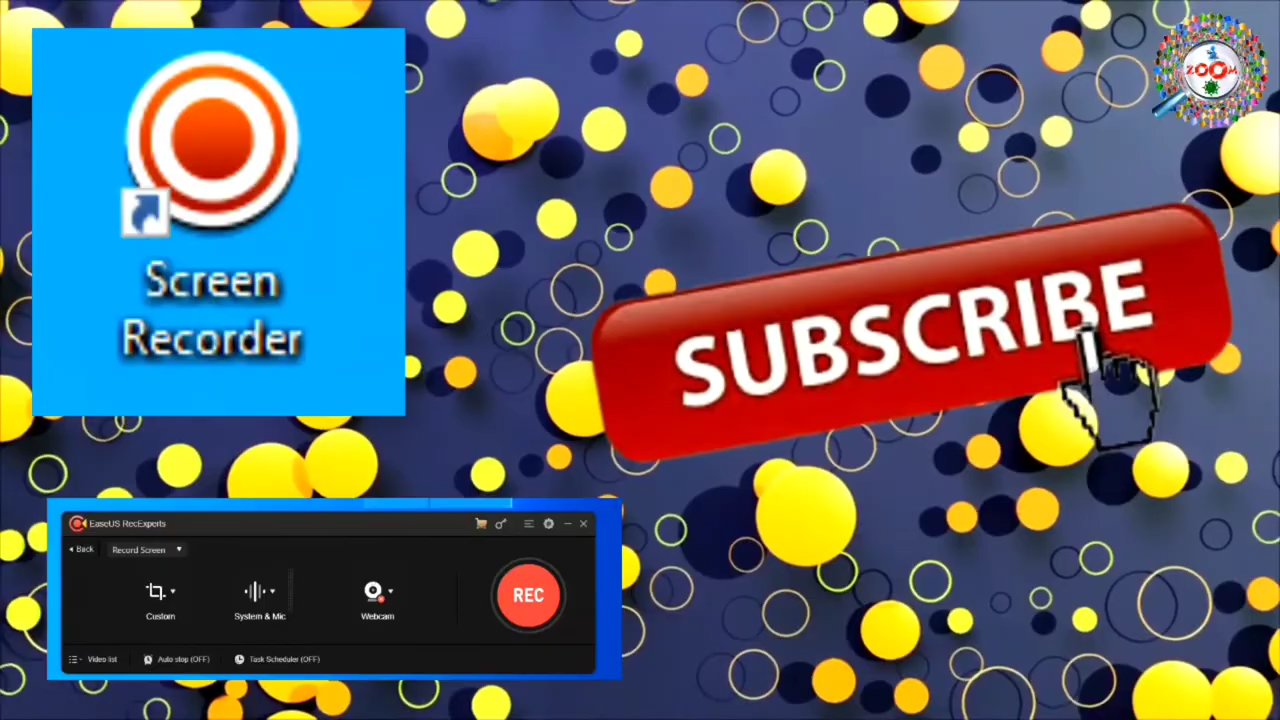 ZOOM
Screen
Recorder
SUBSCRIBE
EaseUS RecExperts
Back
Record Screen
Custom
System & Mic
Webcam
REC
Video list
Auto stop (OFF)
Task Scheduler (OFF)